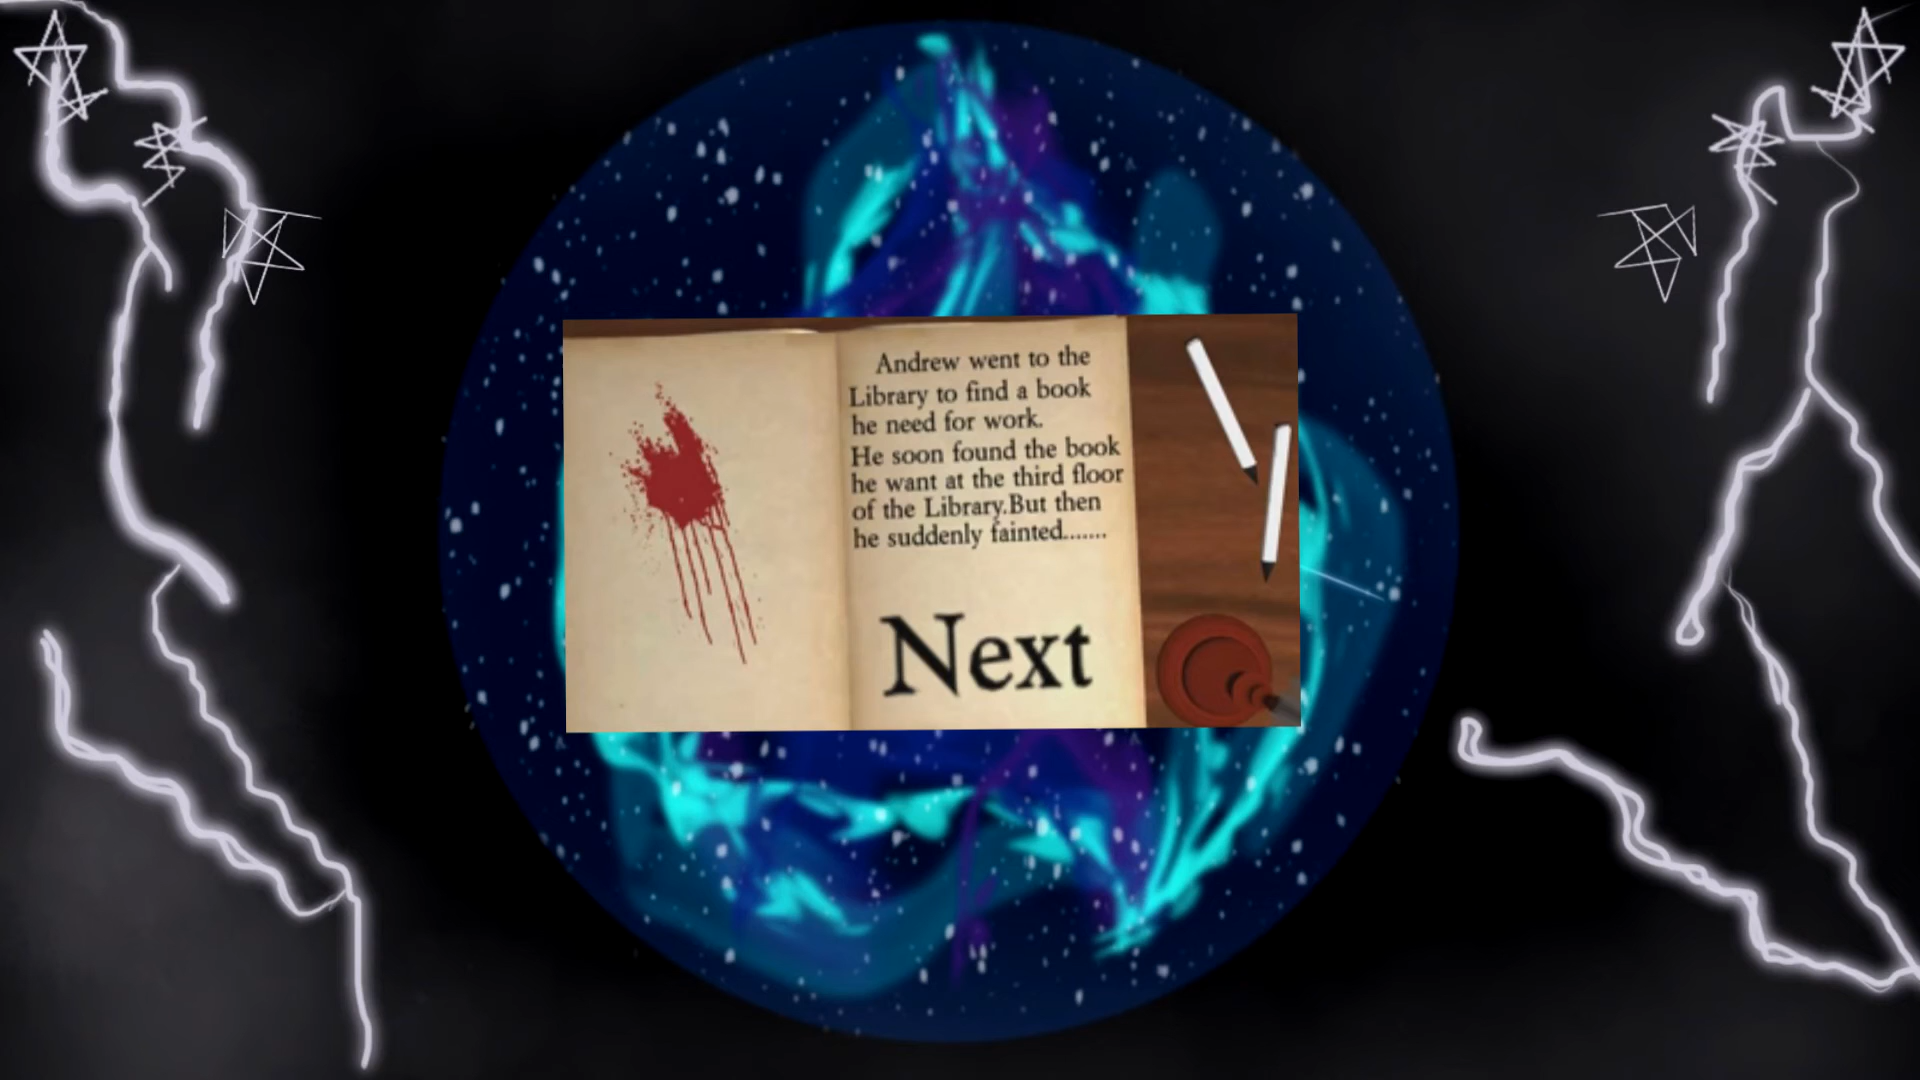 Andrew went to the
Library to find a book
he need for work.
He soon found the book
he want at the third floor
of the Library.But then
he suddenly fainted.......
Next